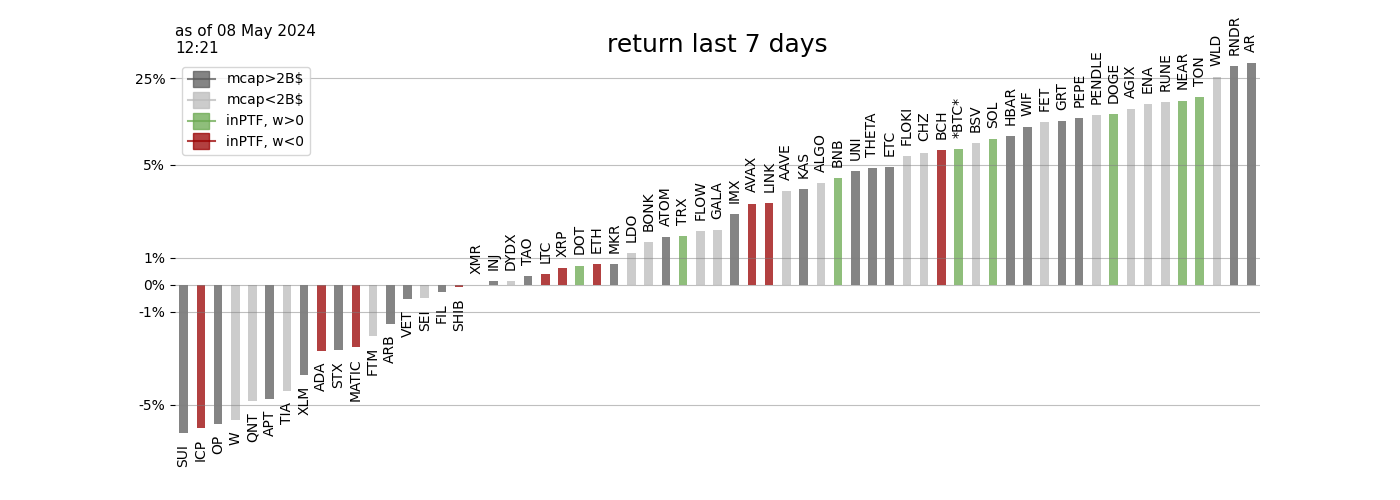 as of 08 May 2024
12:21
return last 7 days
mcap>2B$
mcap<2B$
inPTF, w>0
inPTF, w<0
25%
5%
1%
0%
-1%
-5%
SUI
ICP
OP
W
QNT
APT
TIA
XLM
ADA
STX
MATIC
FTM
ARB
VET
SEI
FIL
SHIB
XMR
INJ
DYDX
TAO
LTC
XRP
DOT
ETH
MKR
LDO
BONK
ATOM
TRX
FLOW
GALA
IMX
AVAX
LINK
AAVE
KAS
ALGO
BNB
UNI
THETA
ETC
FLOKI
CHZ
BCH
*BTC*
BSV
SOL
HBAR
WIF
FET
GRT
PEPE
PENDLE
DOGE
AGIX
ENA
RUNE
NEAR
TON
WLD
RNDR
AR